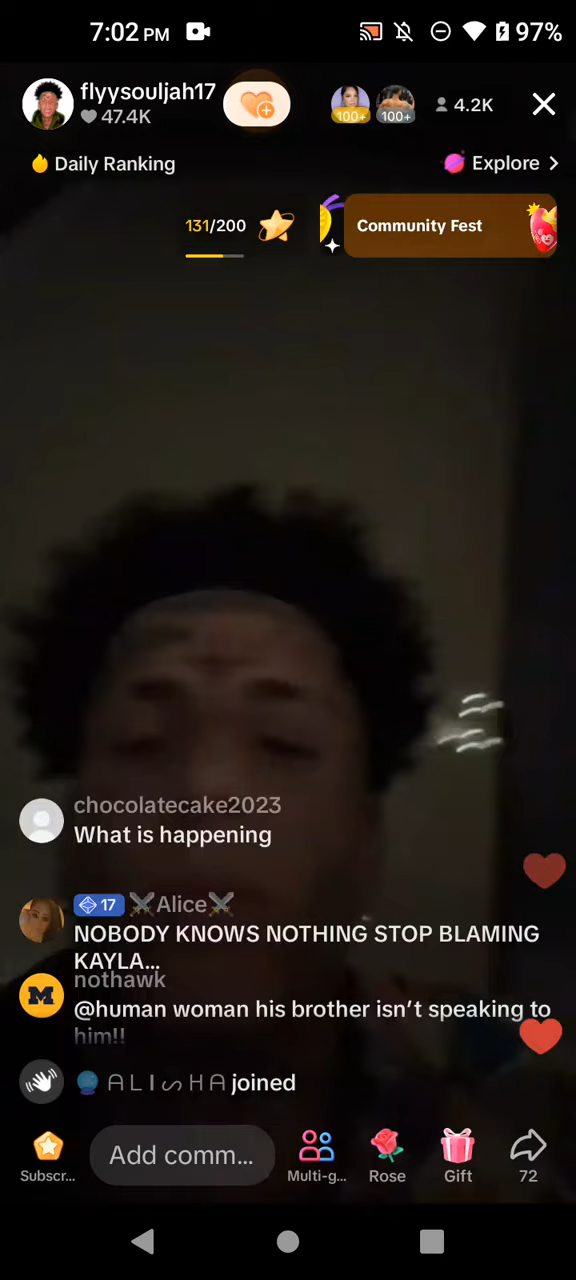 7:02 PM
97%
flyysouljah17
47.4K
100+
100+
4.2K
Daily Ranking
Explore >
131/200
Community Fest
chocolatecake2023
What is happening
17 ⚔️Alice⚔️
NOBODY KNOWS NOTHING STOP BLAMING
KAYLA...
nothawk
@human woman his brother isn't speaking to
him!!
ᗩ ᒪ I ᔕ ᕼ ᗩ joined
Subscr...
Add comm...
Multi-g...
Rose
Gift
72